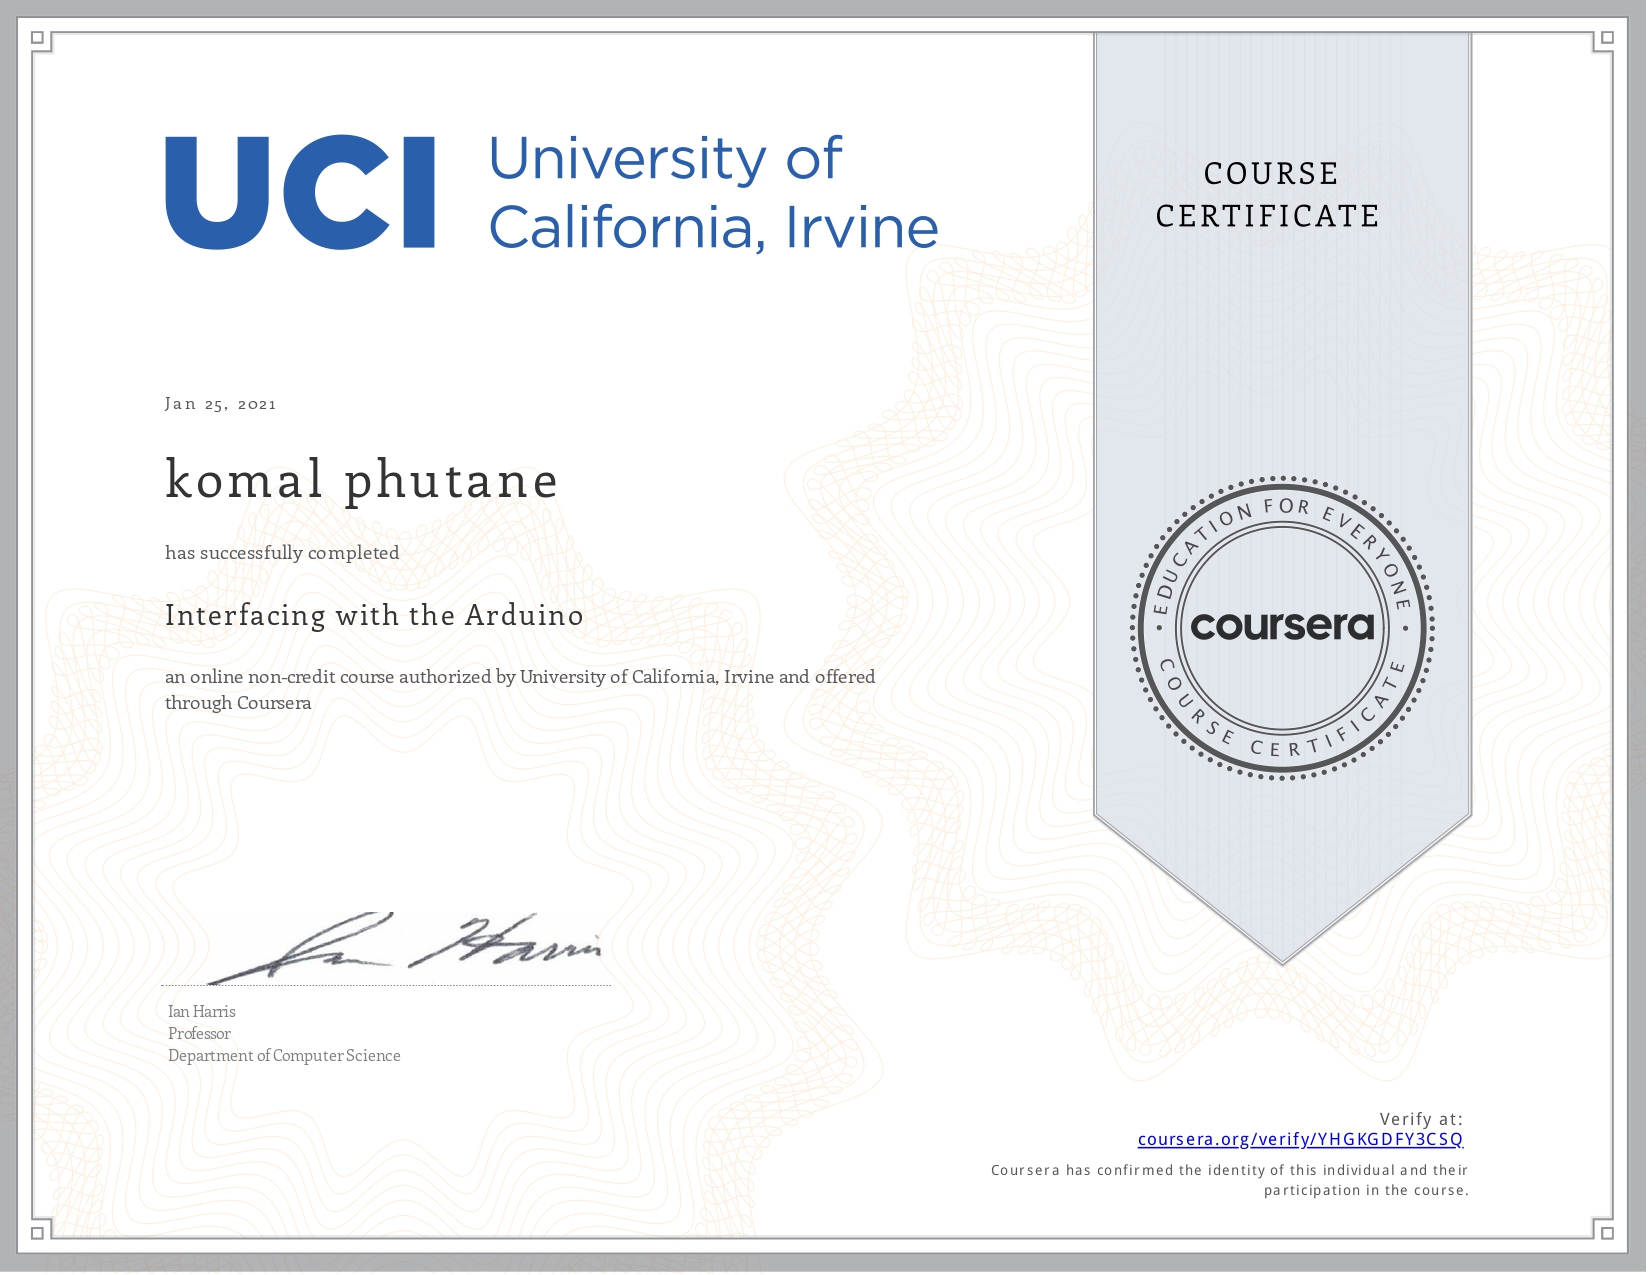 UCI
University of
California, Irvine
COURSE
CERTIFICATE
Jan 25, 2021
komal phutane
has successfully completed
Interfacing with the Arduino
an online non-credit course authorized by University of California, Irvine and offered
through Coursera
EDUCATION FOR EVERYONE
coursera
COURSE CERTIFICATE
Ian Harris
Ian Harris
Professor
Department of Computer Science
Verify at:
coursera.org/verify/YHGKGDFY3CSQ
Coursera has confirmed the identity of this individual and their
participation in the course.